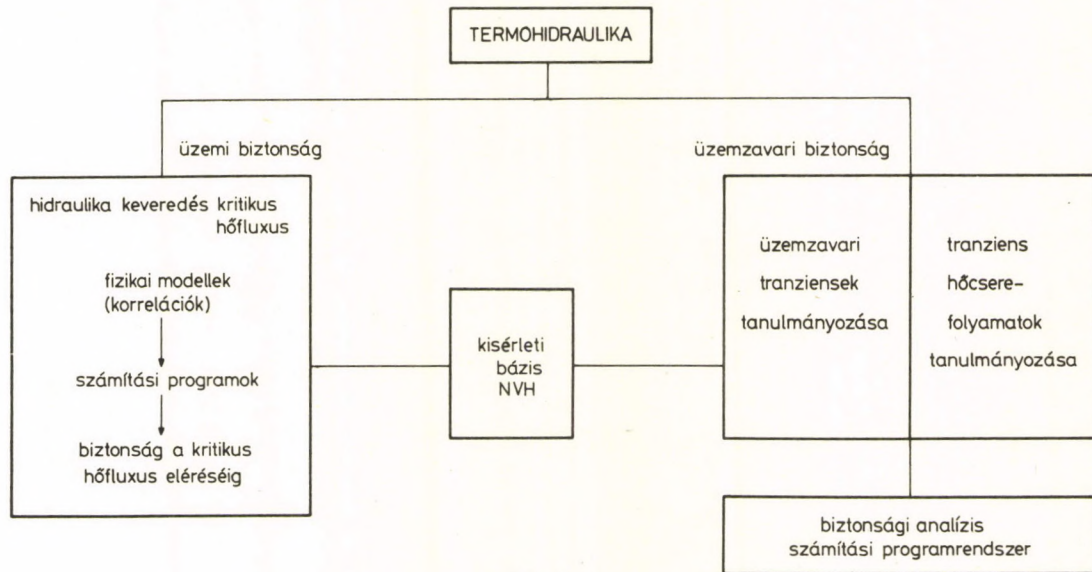 TERMOHIDRAULIKA
üzemi biztonság
üzemzavari biztonság
hidraulika keveredés kritikus
hőfluxus
fizikai modellek
(korrelációk)
számítási programok
biztonság a kritikus
hőfluxus eléréséig
kisérleti
bázis
NVH
üzemzavari
tranziensek
tanulmányozása
tranziens
hőcsere-
folyamatok
tanulmányozása
biztonsági analízis
számítási programrendszer